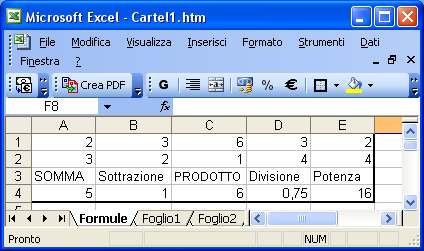 Microsoft Excel - Cartel1.htm
File Modifica Visualizza Inserisci Formato Strumenti Dati
Finestra ?
Crea PDF G €
F8 fx
A B C D E
1 2 3 6 3 2
2 3 2 1 4 4
3 SOMMA Sottrazione PRODOTTO Divisione Potenza
4 5 1 6 0,75 16
Formule Foglio1 Foglio2
Pronto NUM